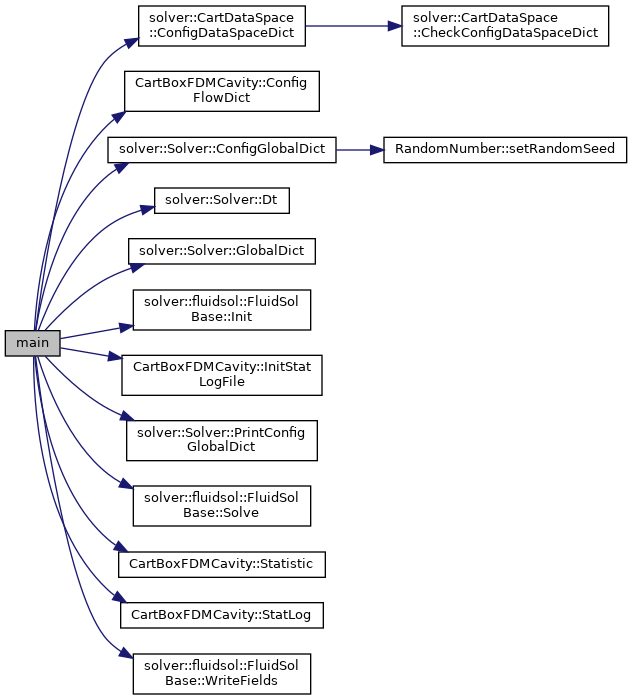 solver::CartDataSpace
::ConfigDataSpaceDict
solver::CartDataSpace
::CheckConfigDataSpaceDict
CartBoxFDMCavity::Config
FlowDict
solver::Solver::ConfigGlobalDict
RandomNumber::setRandomSeed
solver::Solver::Dt
solver::Solver::GlobalDict
solver::fluidsol::FluidSol
Base::Init
main
CartBoxFDMCavity::InitStat
LogFile
solver::Solver::PrintConfig
GlobalDict
solver::fluidsol::FluidSol
Base::Solve
CartBoxFDMCavity::Statistic
CartBoxFDMCavity::StatLog
solver::fluidsol::FluidSol
Base::WriteFields